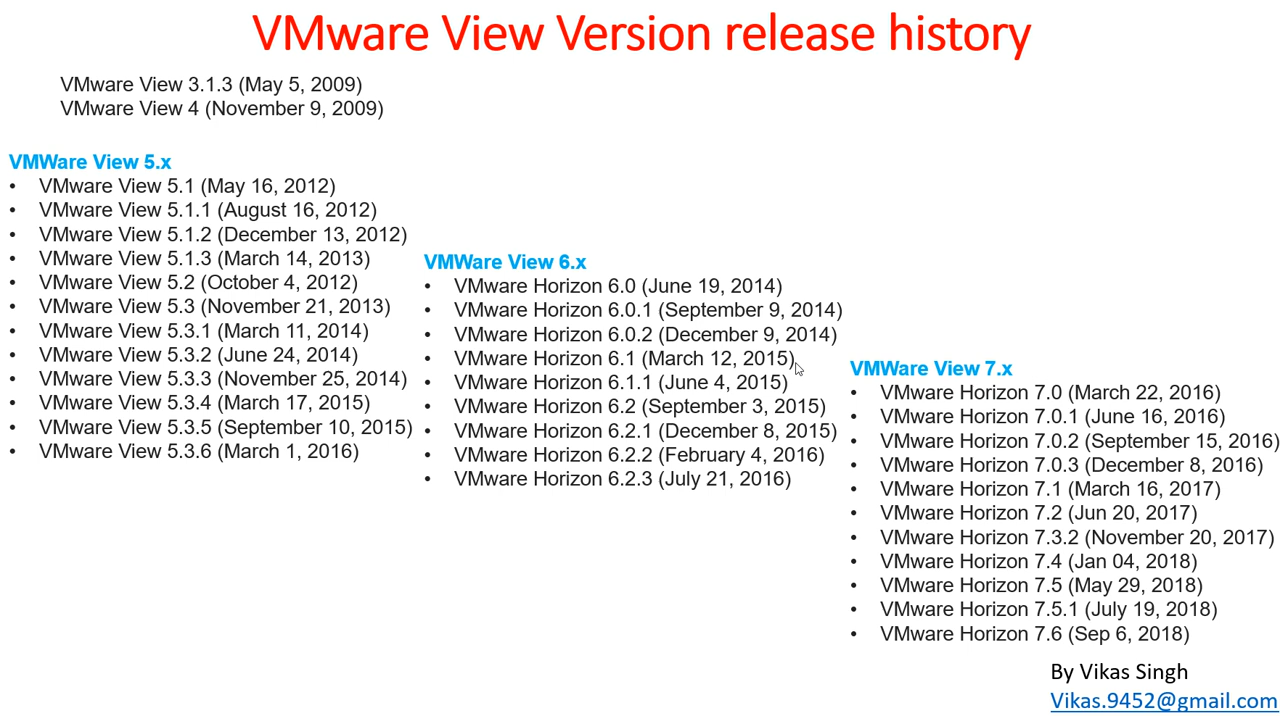 VMware View Version release history
VMware View 3.1.3 (May 5, 2009)
VMware View 4 (November 9, 2009)
VMWare View 5.x
• VMware View 5.1 (May 16, 2012)
• VMware View 5.1.1 (August 16, 2012)
• VMware View 5.1.2 (December 13, 2012)
• VMware View 5.1.3 (March 14, 2013)
• VMware View 5.2 (October 4, 2012)
• VMware View 5.3 (November 21, 2013)
• VMware View 5.3.1 (March 11, 2014)
• VMware View 5.3.2 (June 24, 2014)
• VMware View 5.3.3 (November 25, 2014)
• VMware View 5.3.4 (March 17, 2015)
• VMware View 5.3.5 (September 10, 2015)
• VMware View 5.3.6 (March 1, 2016)
VMWare View 6.x
• VMware Horizon 6.0 (June 19, 2014)
• VMware Horizon 6.0.1 (September 9, 2014)
• VMware Horizon 6.0.2 (December 9, 2014)
• VMware Horizon 6.1 (March 12, 2015)
• VMware Horizon 6.1.1 (June 4, 2015)
• VMware Horizon 6.2 (September 3, 2015)
• VMware Horizon 6.2.1 (December 8, 2015)
• VMware Horizon 6.2.2 (February 4, 2016)
• VMware Horizon 6.2.3 (July 21, 2016)
VMWare View 7.x
• VMware Horizon 7.0 (March 22, 2016)
• VMware Horizon 7.0.1 (June 16, 2016)
• VMware Horizon 7.0.2 (September 15, 2016)
• VMware Horizon 7.0.3 (December 8, 2016)
• VMware Horizon 7.1 (March 16, 2017)
• VMware Horizon 7.2 (Jun 20, 2017)
• VMware Horizon 7.3.2 (November 20, 2017)
• VMware Horizon 7.4 (Jan 04, 2018)
• VMware Horizon 7.5 (May 29, 2018)
• VMware Horizon 7.5.1 (July 19, 2018)
• VMware Horizon 7.6 (Sep 6, 2018)
By Vikas Singh
Vikas.9452@gmail.com